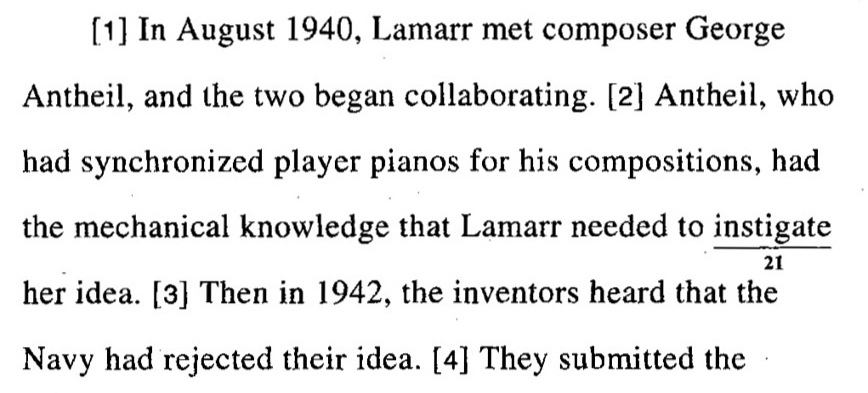 [1] In August 1940, Lamarr met composer George
Antheil, and the two began collaborating. [2] Antheil, who
had synchronized player pianos for his compositions, had
the mechanical knowledge that Lamarr needed to instigate
21
her idea. [3] Then in 1942, the inventors heard that the
Navy had rejected their idea. [4] They submitted the